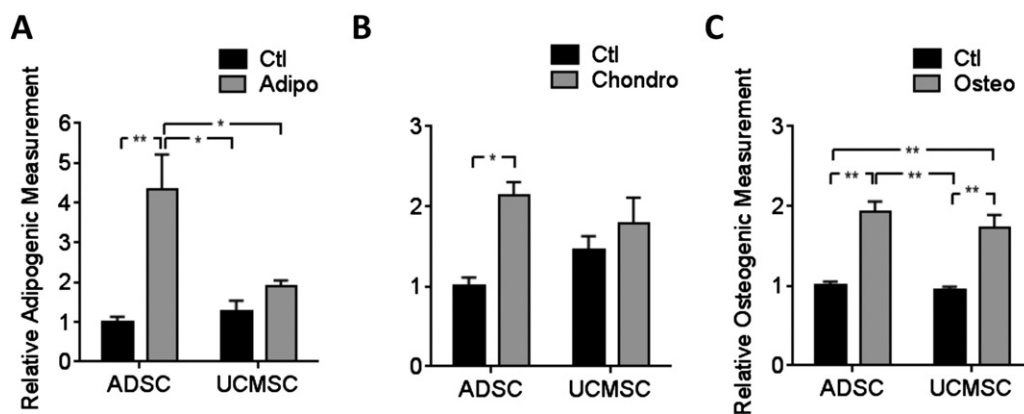 A
Ctl
Adipo
Relative Adipogenic Measurement
6
5
4
3
2
1
0
**
*
*
ADSC
UCMSC
B
Ctl
Chondro
3
2
1
0
*
ADSC
UCMSC
C
Ctl
Osteo
Relative Osteogenic Measurement
3
2
1
0
**
**
**
**
ADSC
UCMSC